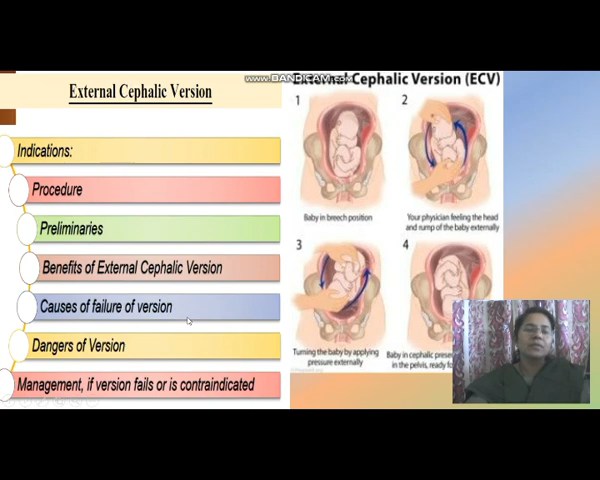 www.BANDICAM.com
External Cephalic Version
External Cephalic Version (ECV)
Indications:
Procedure
Preliminaries
Benefits of External Cephalic Version
Causes of failure of version
Dangers of Version
Management, if version fails or is contraindicated
1
Baby in breech position
2
Your physician feeling the head
and rump of the baby externally
3
Turning the baby by applying
pressure externally
4
Baby in cephalic
in the pelvis, ready